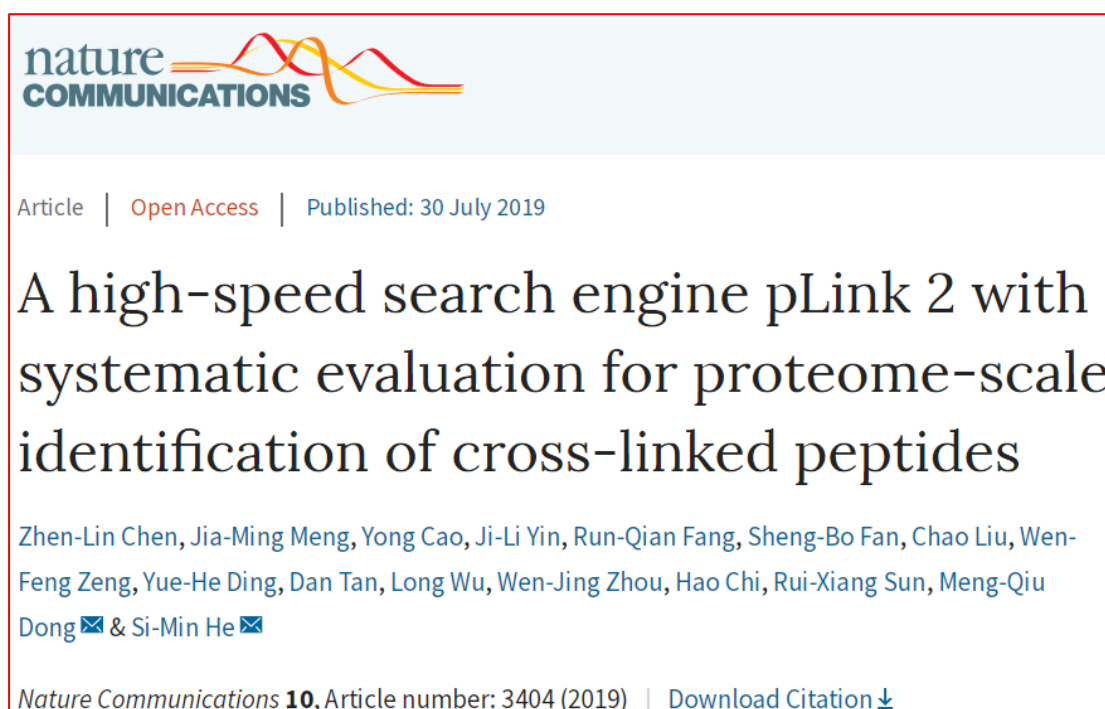 nature
COMMUNICATIONS
Article | Open Access | Published: 30 July 2019
A high-speed search engine pLink 2 with
systematic evaluation for proteome-scale
identification of cross-linked peptides
Zhen-Lin Chen, Jia-Ming Meng, Yong Cao, Ji-Li Yin, Run-Qian Fang, Sheng-Bo Fan, Chao Liu, Wen-
Feng Zeng, Yue-He Ding, Dan Tan, Long Wu, Wen-Jing Zhou, Hao Chi, Rui-Xiang Sun, Meng-Qiu
Dong & Si-Min He
Nature Communications 10, Article number: 3404 (2019) | Download Citation